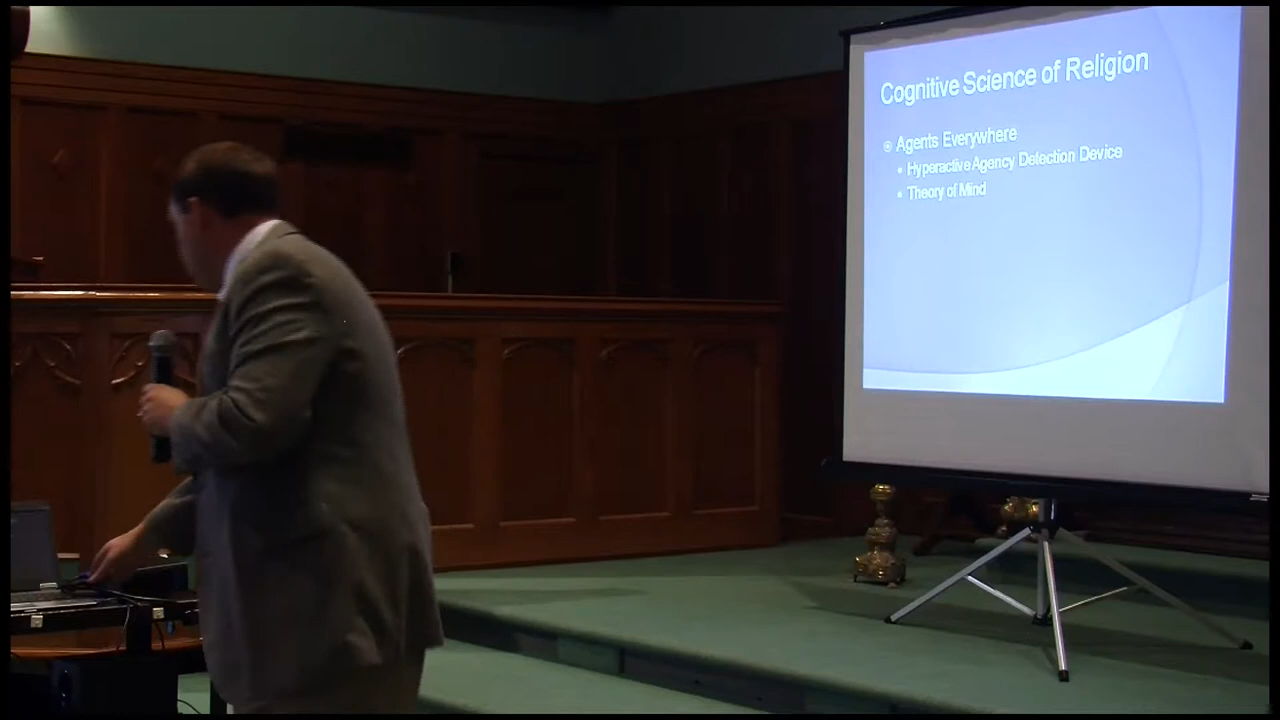 Cognitive Science of Religion
Agents Everywhere
Hyperactive Agency Detection Device
Theory of Mind